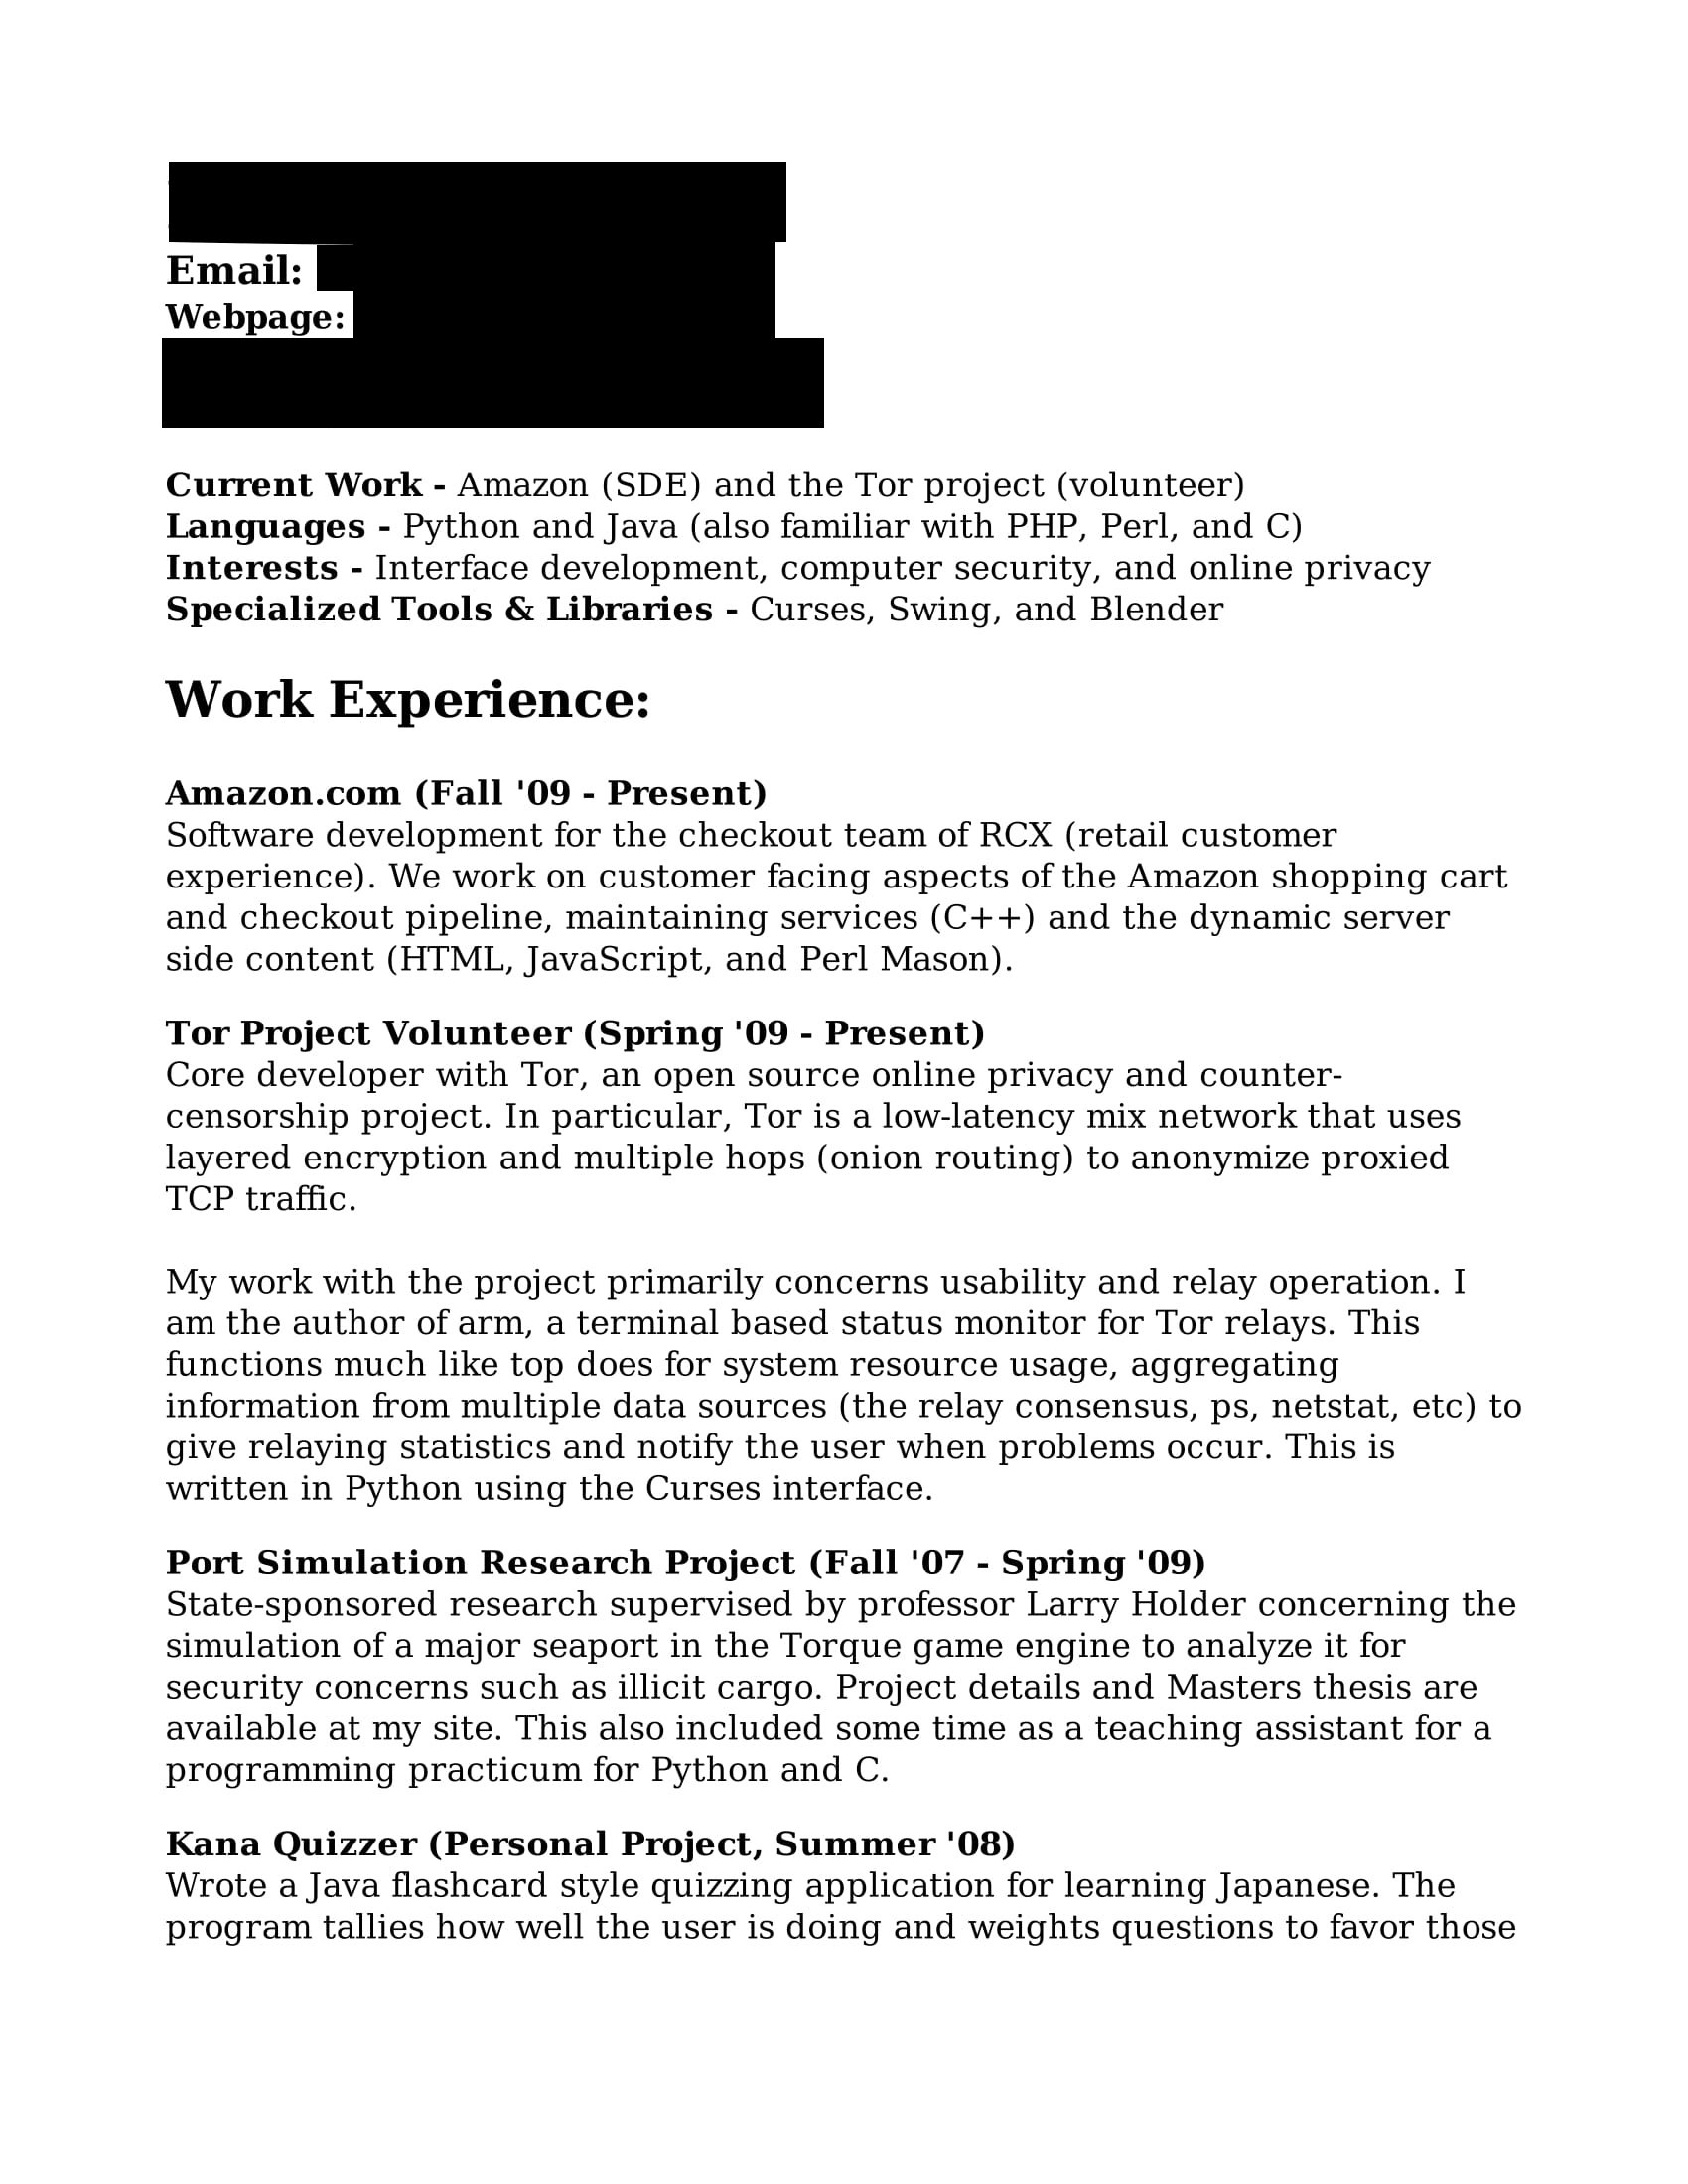 Email:
Webpage:
Current Work - Amazon (SDE) and the Tor project (volunteer)
Languages - Python and Java (also familiar with PHP, Perl, and C)
Interests - Interface development, computer security, and online privacy
Specialized Tools & Libraries - Curses, Swing, and Blender
Work Experience:
Amazon.com (Fall '09 - Present)
Software development for the checkout team of RCX (retail customer
experience). We work on customer facing aspects of the Amazon shopping cart
and checkout pipeline, maintaining services (C++) and the dynamic server
side content (HTML, JavaScript, and Perl Mason).
Tor Project Volunteer (Spring '09 - Present)
Core developer with Tor, an open source online privacy and counter-
censorship project. In particular, Tor is a low-latency mix network that uses
layered encryption and multiple hops (onion routing) to anonymize proxied
TCP traffic.
My work with the project primarily concerns usability and relay operation. I
am the author of arm, a terminal based status monitor for Tor relays. This
functions much like top does for system resource usage, aggregating
information from multiple data sources (the relay consensus, ps, netstat, etc) to
give relaying statistics and notify the user when problems occur. This is
written in Python using the Curses interface.
Port Simulation Research Project (Fall '07 - Spring '09)
State-sponsored research supervised by professor Larry Holder concerning the
simulation of a major seaport in the Torque game engine to analyze it for
security concerns such as illicit cargo. Project details and Masters thesis are
available at my site. This also included some time as a teaching assistant for a
programming practicum for Python and C.
Kana Quizzer (Personal Project, Summer '08)
Wrote a Java flashcard style quizzing application for learning Japanese. The
program tallies how well the user is doing and weights questions to favor those